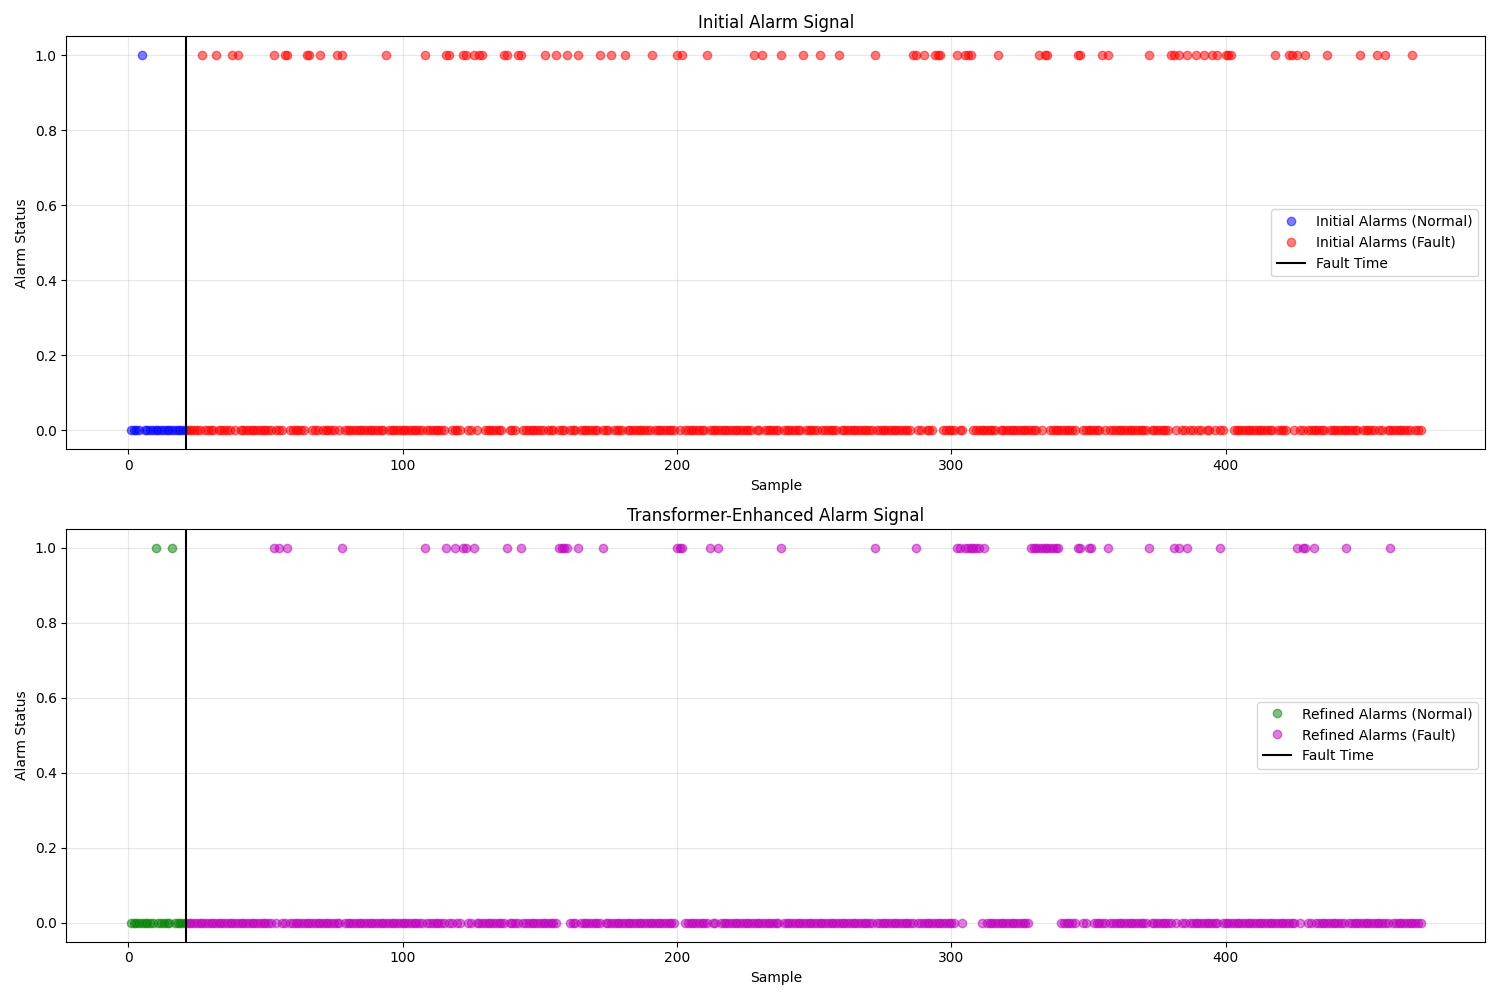 Initial Alarm Signal
1.0
0.8
0.6
0.4
0.2
0.0
Alarm Status
Initial Alarms (Normal)
Initial Alarms (Fault)
Fault Time
0 100 200 300 400
Sample
Transformer-Enhanced Alarm Signal
1.0
0.8
0.6
0.4
0.2
0.0
Alarm Status
Refined Alarms (Normal)
Refined Alarms (Fault)
Fault Time
0 100 200 300 400
Sample